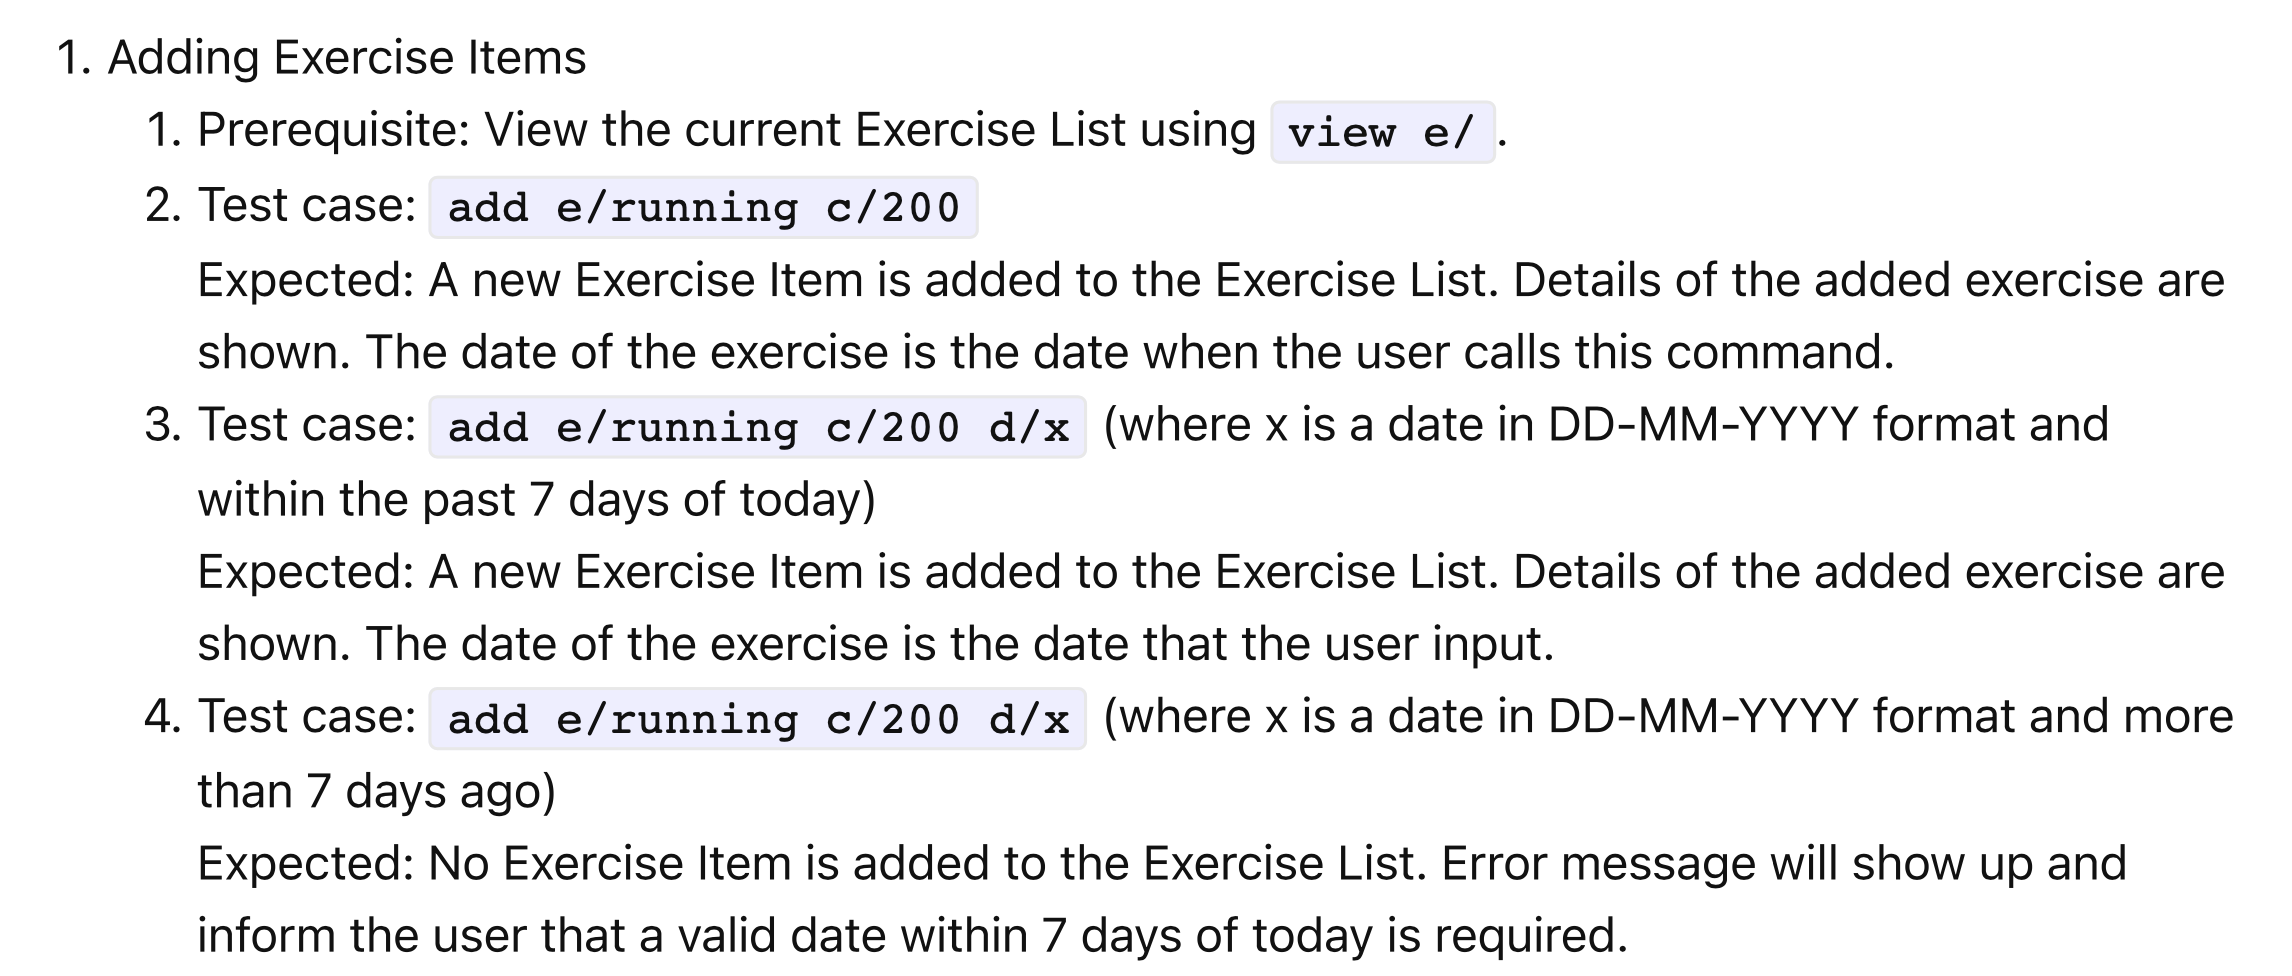 1. Adding Exercise Items
1. Prerequisite: View the current Exercise List using view e/ .
2. Test case: add e/running c/200
Expected: A new Exercise Item is added to the Exercise List. Details of the added exercise are
shown. The date of the exercise is the date when the user calls this command.
3. Test case: add e/running c/200 d/x (where x is a date in DD-MM-YYYY format and
within the past 7 days of today)
Expected: A new Exercise Item is added to the Exercise List. Details of the added exercise are
shown. The date of the exercise is the date that the user input.
4. Test case: add e/running c/200 d/x (where x is a date in DD-MM-YYYY format and more
than 7 days ago)
Expected: No Exercise Item is added to the Exercise List. Error message will show up and
inform the user that a valid date within 7 days of today is required.